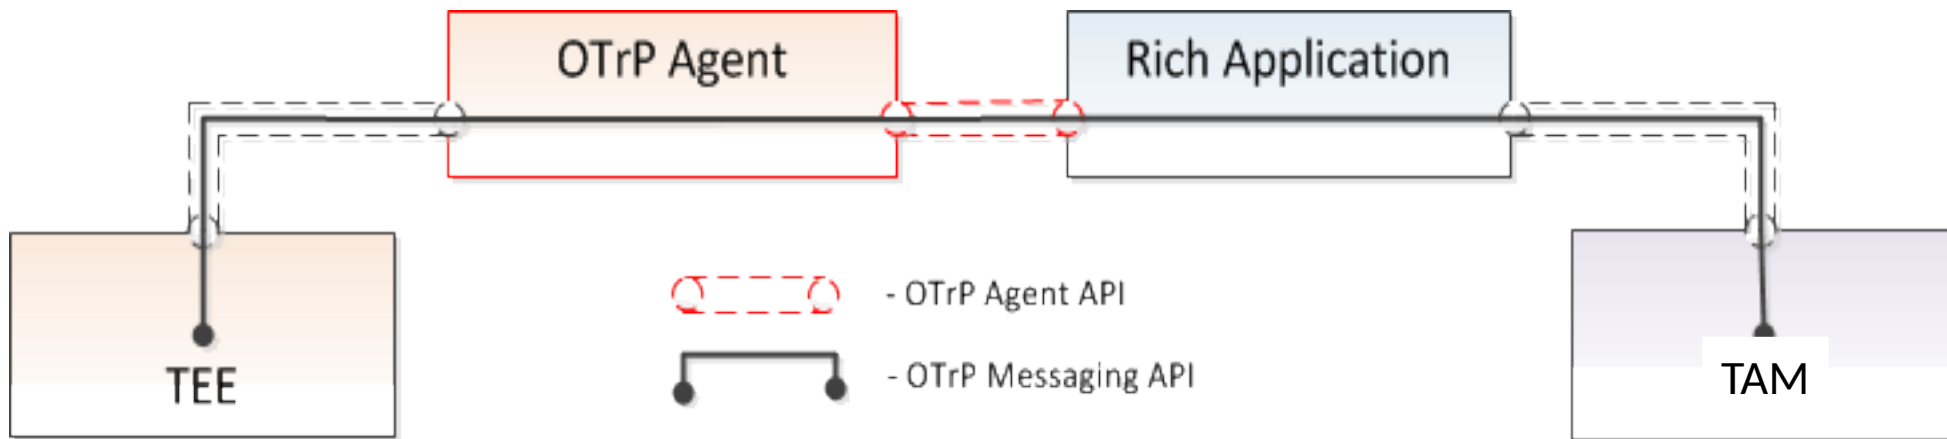 OTrP Agent
Rich Application
- OTrP Agent API
- OTrP Messaging API
TEE
TAM